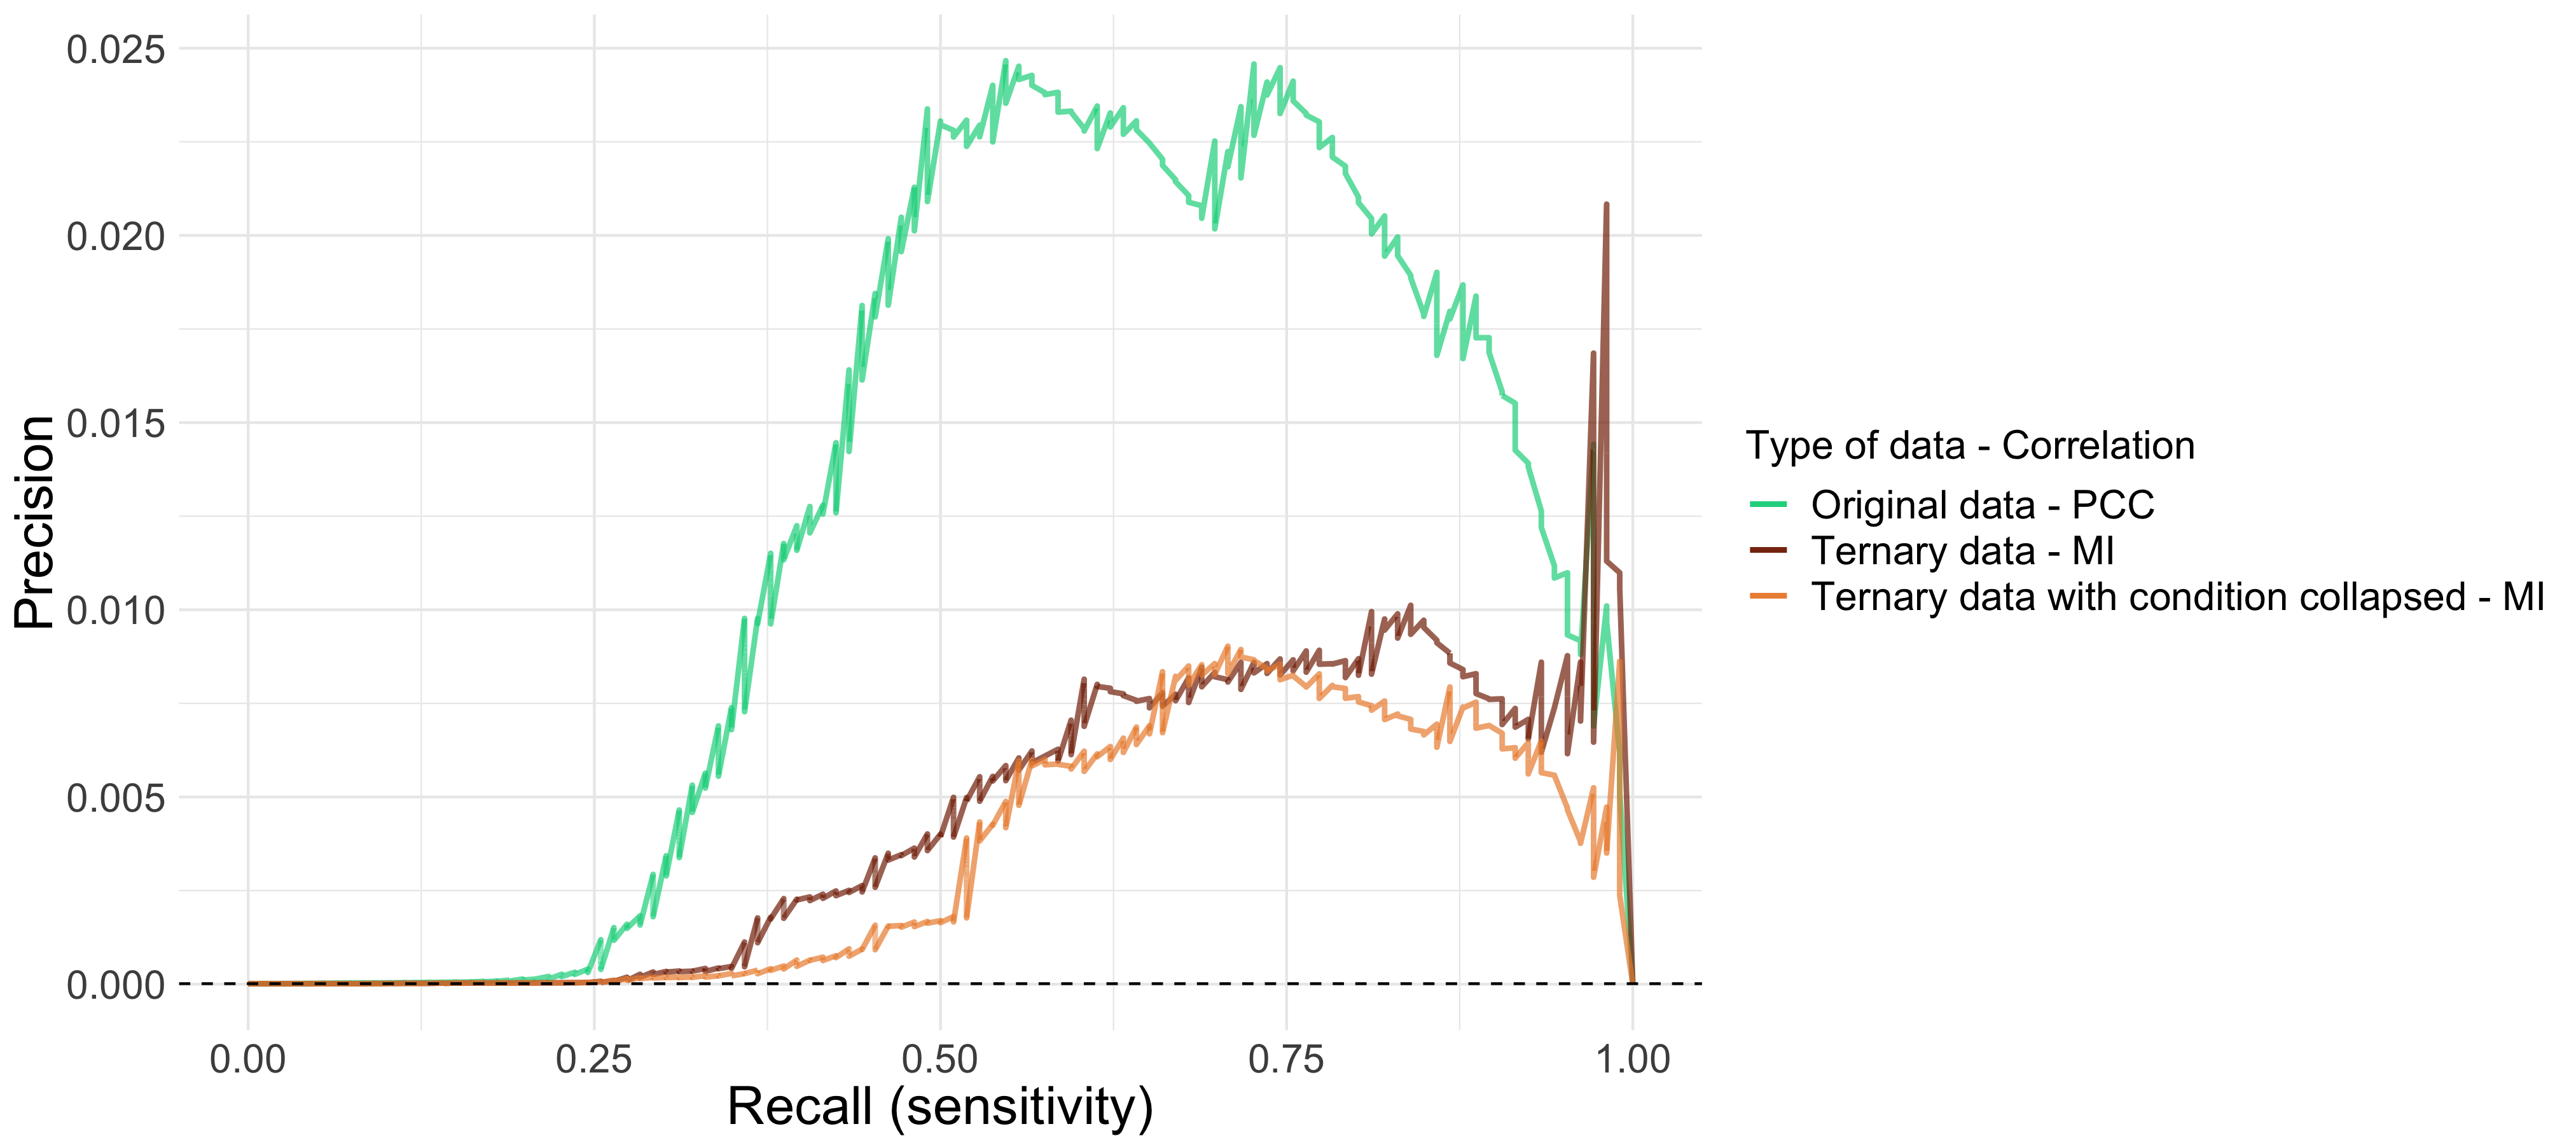 Precision
0.025
0.020
0.015
0.010
0.005
0.000
0.00 0.25 0.50 0.75 1.00
Recall (sensitivity)
Type of data - Correlation
Original data - PCC
Ternary data - MI
Ternary data with condition collapsed - MI